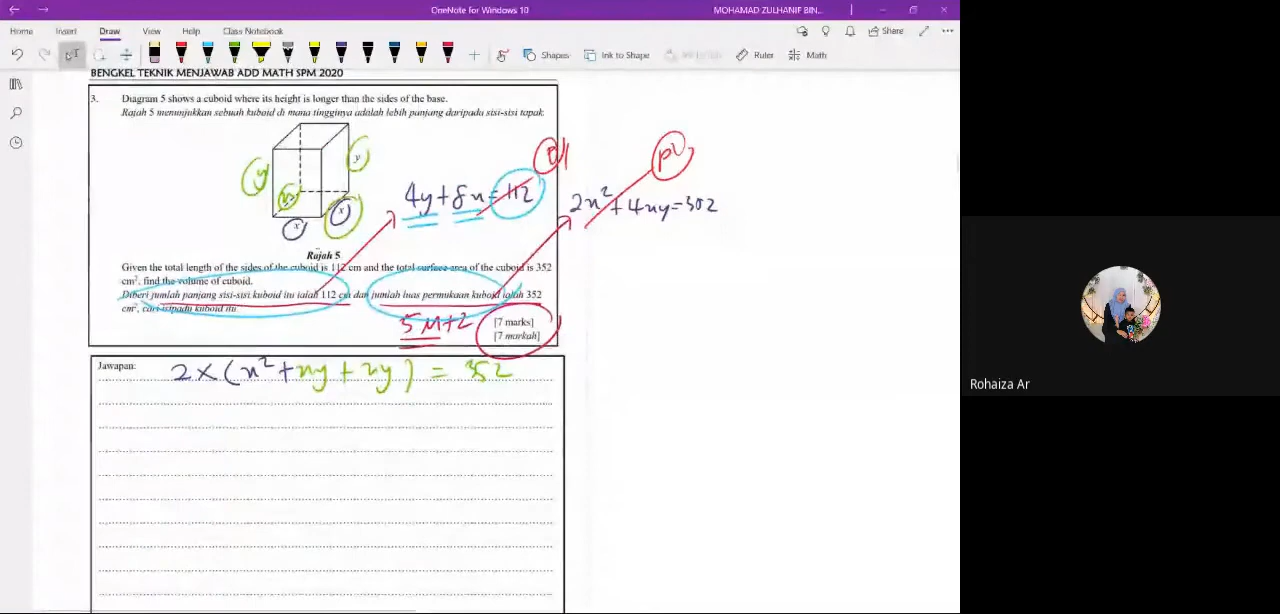 OneNote for Windows 10
MOHAMAD ZULHANIF BIN...
Home Insert Draw View Help Class Notebook
Share
Shapes Ink to Shape Ink to Text Ruler Math
BENGKEL TEKNIK MENJAWAB ADD MATH SPM 2020
3. Diagram 5 shows a cuboid where its height is longer than the sides of the base.
Rajah 5 menunjukkan sebuah kuboid di mana tingginya adalah lebih panjang daripada sisi-sisi tapak.
y
y
x
x
x
4y + 8x = 112
P1
2x² + 4xy = 302
Rajah 5
Given the total length of the sides of the cuboid is 112 cm and the total surface area of the cuboid is 352
cm², find the volume of cuboid.
Diberi jumlah panjang sisi-sisi kuboid itu ialah 112 cm dan jumlah luas permukaan kuboid ialah 352
cm², cari isipadu kuboid itu.
5M+2
[7 marks]
[7 markah]
Jawapan: 2 × (x² + xy + xy) = 352
Rohaiza Ar